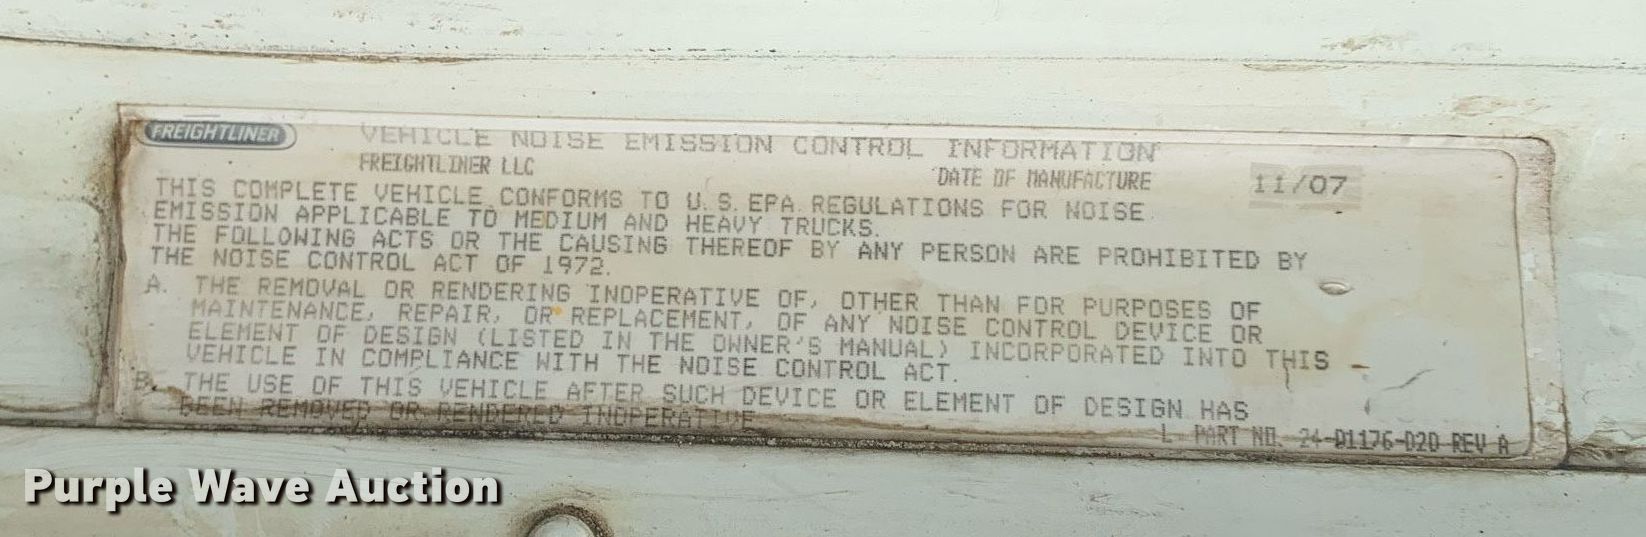 FREIGHTLINER
VEHICLE NOISE EMISSION CONTROL INFORMATION
FREIGHTLINER LLC DATE OF MANUFACTURE 11/07
THIS COMPLETE VEHICLE CONFORMS TO U.S. EPA REGULATIONS FOR NOISE
EMISSION APPLICABLE TO MEDIUM AND HEAVY TRUCKS.
THE FOLLOWING ACTS OR THE CAUSING THEREOF BY ANY PERSON ARE PROHIBITED BY
THE NOISE CONTROL ACT OF 1972.
A. THE REMOVAL OR RENDERING INOPERATIVE OF, OTHER THAN FOR PURPOSES OF
MAINTENANCE, REPAIR, OR REPLACEMENT, OF ANY NOISE CONTROL DEVICE OR
ELEMENT OF DESIGN (LISTED IN THE OWNER'S MANUAL) INCORPORATED INTO THIS
VEHICLE IN COMPLIANCE WITH THE NOISE CONTROL ACT.
B. THE USE OF THIS VEHICLE AFTER SUCH DEVICE OR ELEMENT OF DESIGN HAS
BEEN REMOVED OR RENDERED INOPERATIVE
PART NO. 24-01176-020 REV A
Purple Wave Auction